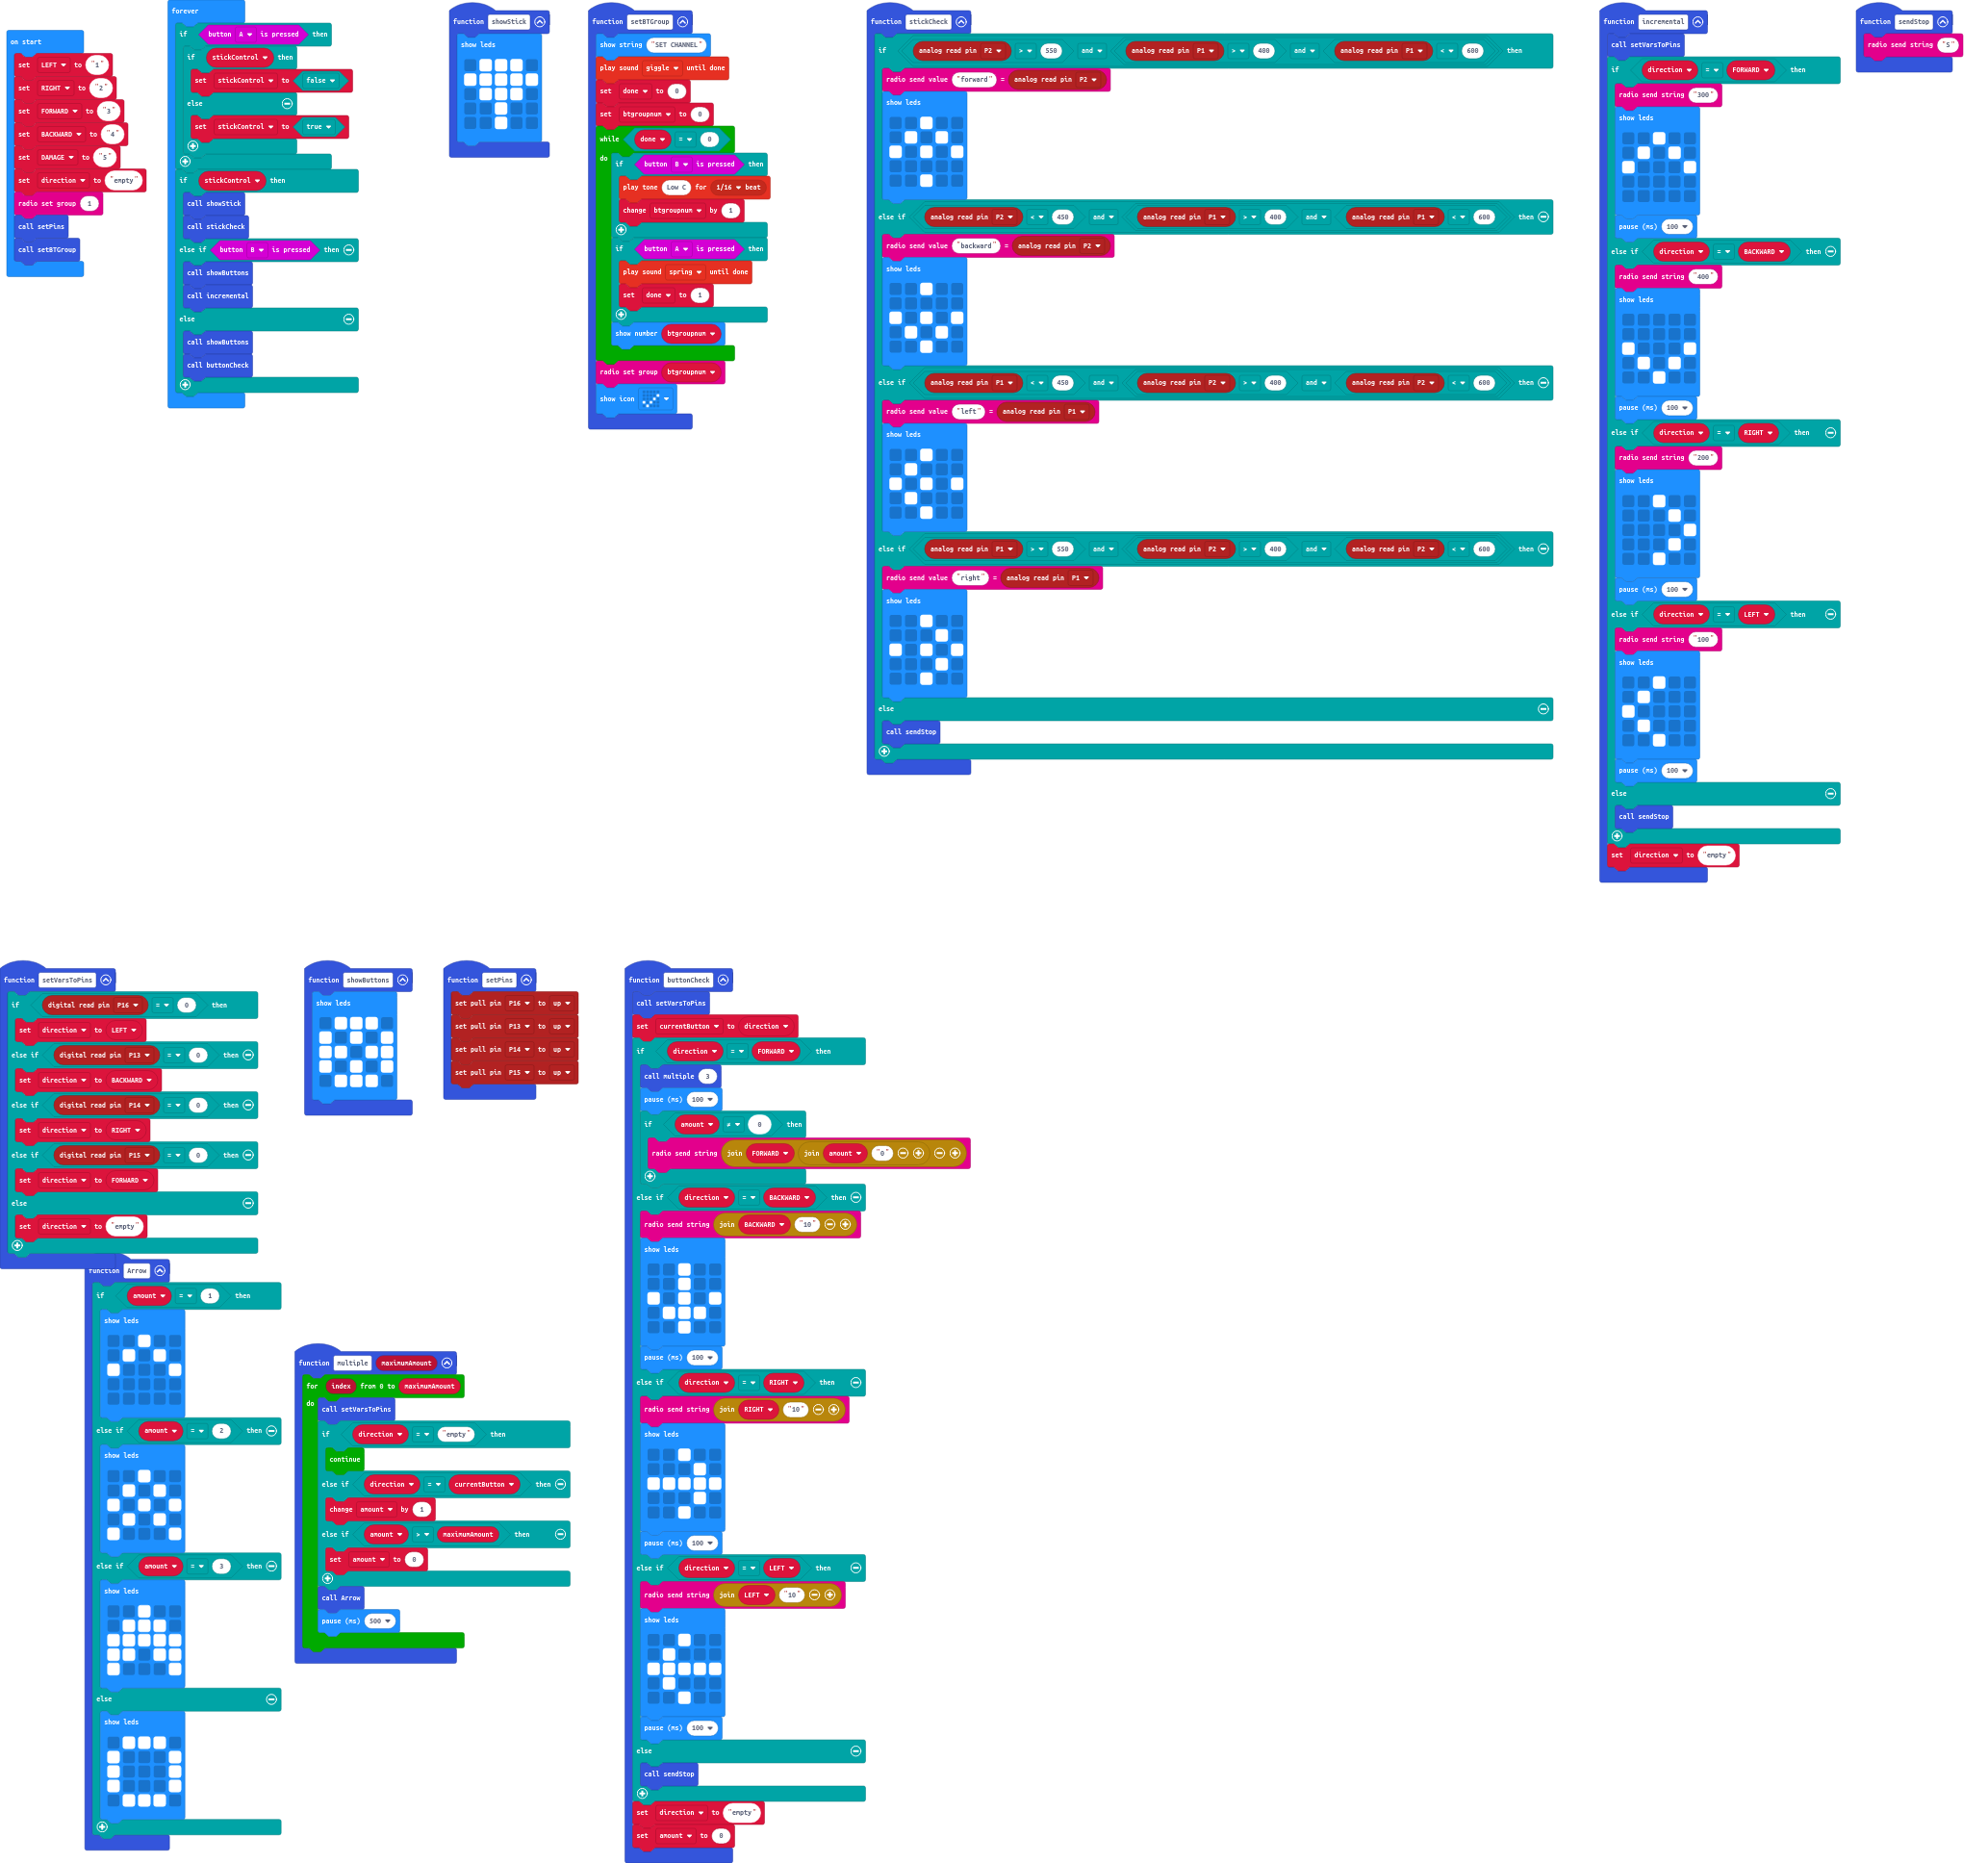 on start
set LEFT to "1"
set RIGHT to "2"
set FORWARD to "3"
set BACKWARD to "4"
set DAMAGE to "5"
set direction to "empty"
radio set group 1
call setPins
call setBTGroup
forever
if button A is pressed then
if stickControl then
set stickControl to false
else
set stickControl to true
if stickControl then
call showStick
call stickCheck
else if button B is pressed then
call showButtons
call incremental
else
call showButtons
call buttonCheck
function showStick
show leds
function setBTGroup
show string "SET CHANNEL"
play sound giggle until done
set done to 0
set btgroupnum to 0
while done = 0
do
if button B is pressed then
play tone Low C for 1/16 beat
change btgroupnum by 1
if button A is pressed then
play sound spring until done
set done to 1
show number btgroupnum
radio set group btgroupnum
show icon
function stickCheck
if analog read pin P2 > 550 and analog read pin P1 > 400 and analog read pin P1 < 600 then
radio send value "forward" = analog read pin P2
show leds
else if analog read pin P2 < 450 and analog read pin P1 > 400 and analog read pin P1 < 600 then
radio send value "backward" = analog read pin P2
show leds
else if analog read pin P1 < 450 and analog read pin P2 > 400 and analog read pin P2 < 600 then
radio send value "left" = analog read pin P1
show leds
else if analog read pin P1 > 550 and analog read pin P2 > 400 and analog read pin P2 < 600 then
radio send value "right" = analog read pin P1
show leds
else
call sendStop
function incremental
call setVarsToPins
if direction = FORWARD then
radio send string "300"
show leds
pause (ms) 100
else if direction = BACKWARD then
radio send string "400"
show leds
pause (ms) 100
else if direction = RIGHT then
radio send string "200"
show leds
pause (ms) 100
else if direction = LEFT then
radio send string "100"
show leds
pause (ms) 100
else
call sendStop
set direction to "empty"
function sendStop
radio send string "S"
function setVarsToPins
if digital read pin P16 = 0 then
set direction to LEFT
else if digital read pin P13 = 0 then
set direction to BACKWARD
else if digital read pin P14 = 0 then
set direction to RIGHT
else if digital read pin P15 = 0 then
set direction to FORWARD
else
set direction to "empty"
function showButtons
show leds
function setPins
set pull pin P16 to up
set pull pin P13 to up
set pull pin P14 to up
set pull pin P15 to up
function Arrow
if amount = 1 then
show leds
else if amount = 2 then
show leds
else if amount = 3 then
show leds
else
show leds
function multiple maximumAmount
for index from 0 to maximumAmount
do
call setVarsToPins
if direction = "empty" then
continue
else if direction = currentButton then
change amount by 1
else if amount > maximumAmount then
set amount to 0
call Arrow
pause (ms) 500
function buttonCheck
call setVarsToPins
set currentButton to direction
if direction = FORWARD then
call multiple 3
pause (ms) 100
if amount ≠ 0 then
radio send string join FORWARD join amount "0"
else if direction = BACKWARD then
radio send string join BACKWARD "10"
show leds
pause (ms) 100
else if direction = RIGHT then
radio send string join RIGHT "10"
show leds
pause (ms) 100
else if direction = LEFT then
radio send string join LEFT "10"
show leds
pause (ms) 100
else
call sendStop
set direction to "empty"
set amount to 0